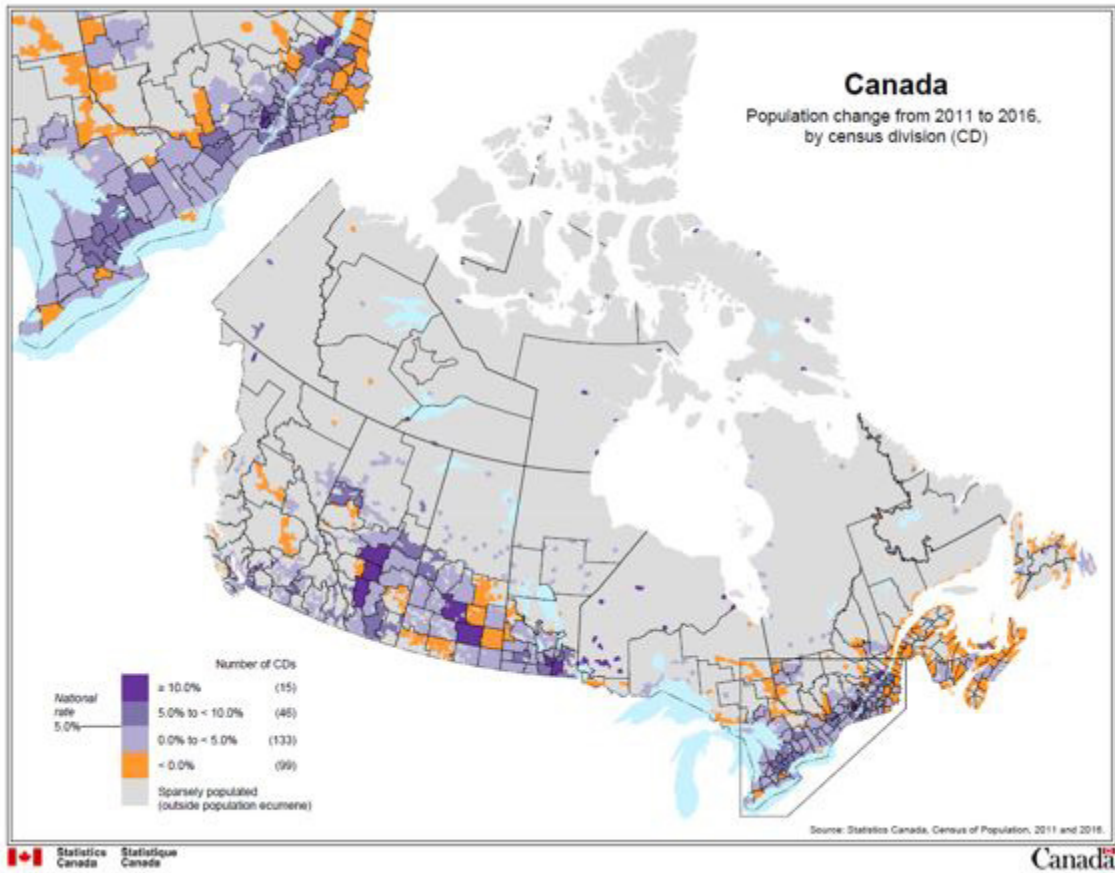 Canada
Population change from 2011 to 2016,
by census division (CD)
Number of CDs
National
rate
5.0%
≥ 10.0% (15)
5.0% to < 10.0% (46)
0.0% to < 5.0% (133)
< 0.0% (99)
Sparsely populated
(outside population ecumene)
Source: Statistics Canada, Census of Population, 2011 and 2016.
Statistics Statistique
Canada Canada
Canada